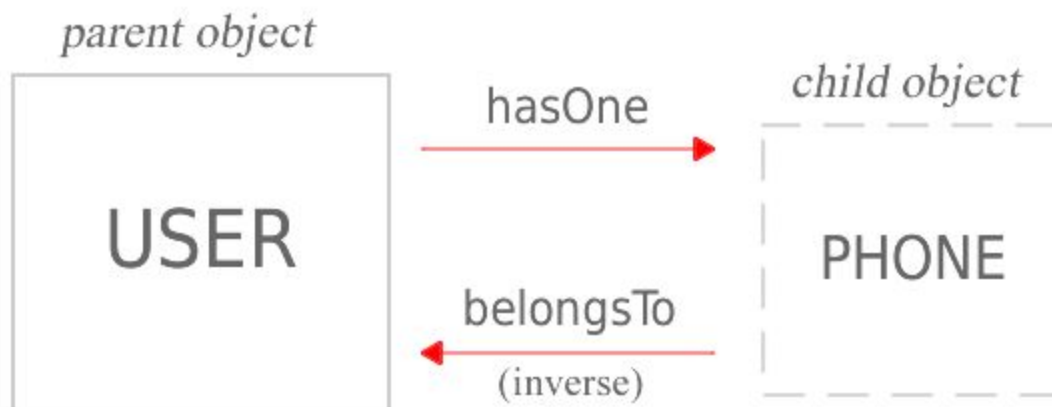 parent object
child object
hasOne
USER
PHONE
belongsTo
(inverse)